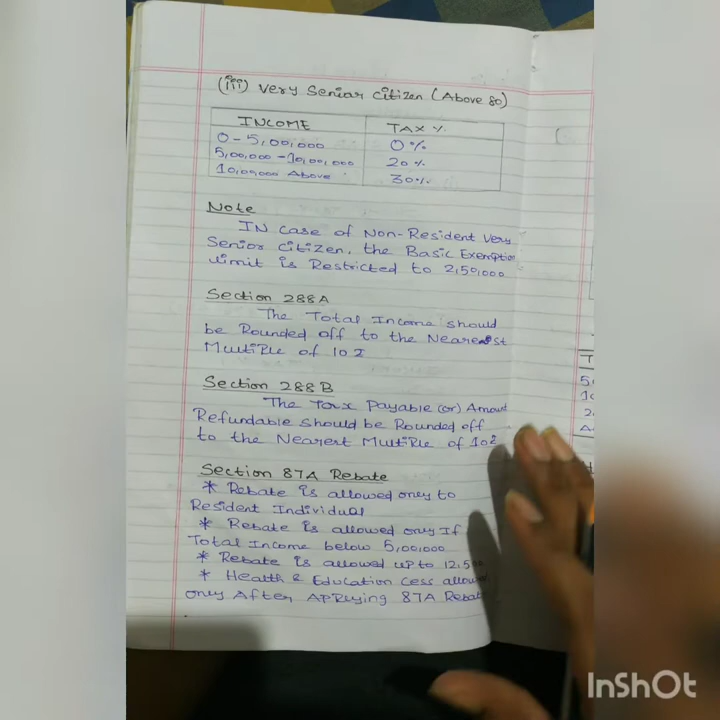 (iii) Very Senior Citizen (Above 80)
INCOME TAX %
0 - 5,00,000 0%
5,00,000 - 10,00,000 20%
10,00,000 Above 30%
Note
IN case of Non-Resident Very
Senior Citizen, the Basic Exemption
limit is Restricted to 2,50,000
Section 288A
The Total Income should
be Rounded off to the Nearest
Multiple of 10₹
Section 288B
The Tax Payable (or) Amount
Refundable should be Rounded off
to the Nearest Multiple of 10₹
Section 87A Rebate
* Rebate is allowed only to
Resident Individual
* Rebate is allowed only If
Total Income below 5,00,000
* Rebate is allowed up to 12,5
* Health & Education cess
only After Applying 87A
InShOt